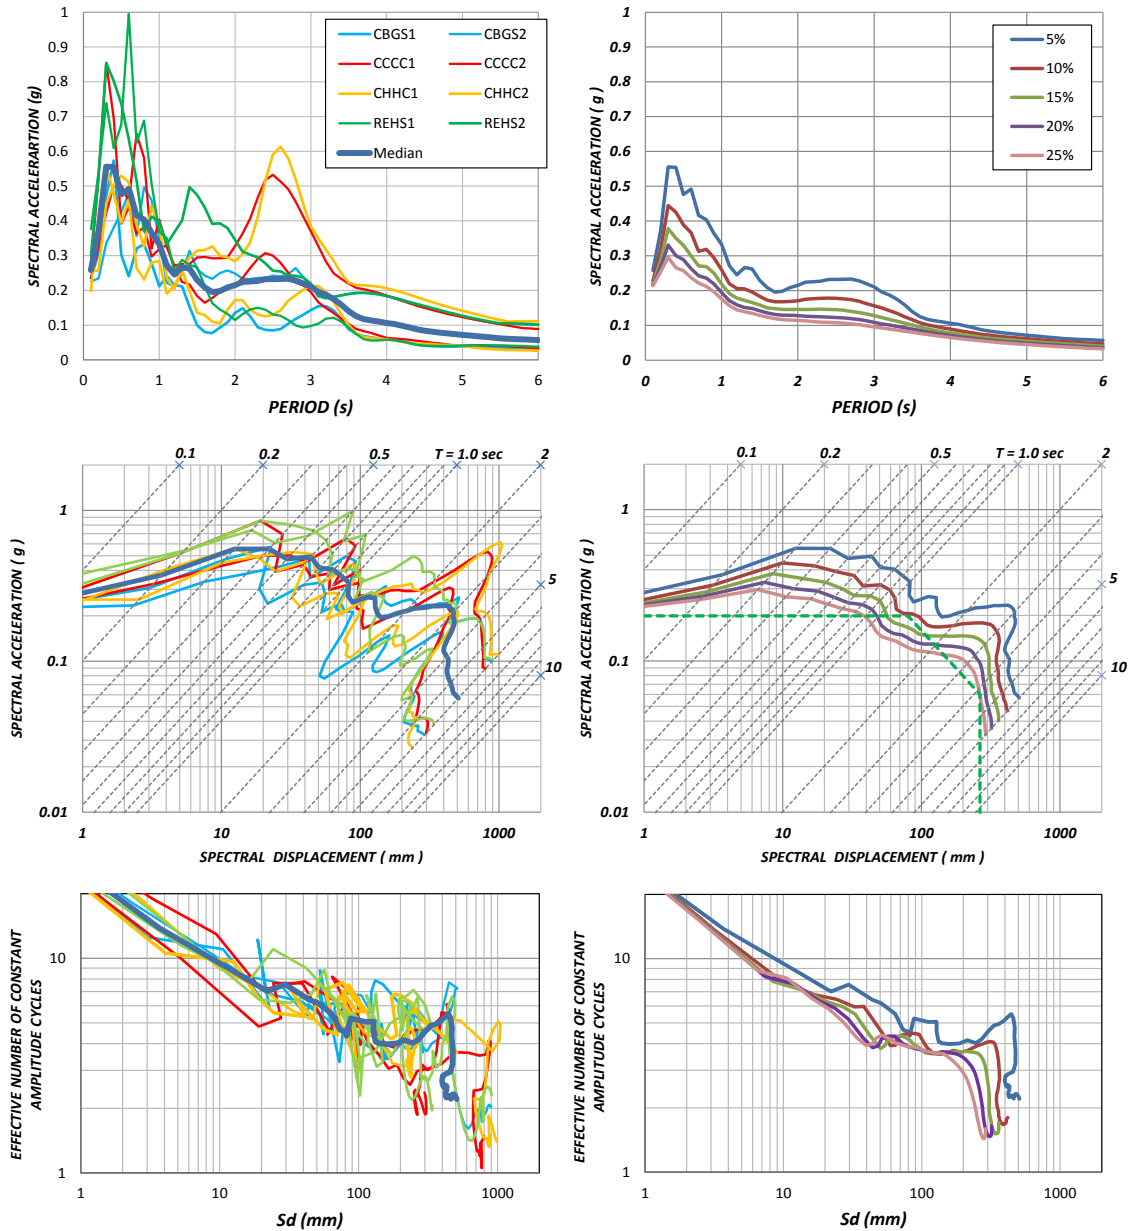 1
0.9
0.8
0.7
0.6
0.5
0.4
0.3
0.2
0.1
0
SPECTRAL ACCELERARTION (g)
0 1 2 3 4 5 6
PERIOD (s)
CBGS1 CBGS2
CCCC1 CCCC2
CHHC1 CHHC2
REHS1 REHS2
Median
1
0.9
0.8
0.7
0.6
0.5
0.4
0.3
0.2
0.1
0
SPECTRAL ACCELERATION ( g )
0 1 2 3 4 5 6
PERIOD (s)
5%
10%
15%
20%
25%
0.1 0.2 0.5 T = 1.0 sec 2
5
10
1
0.1
0.01
SPECTRAL ACCELERATION ( g )
1 10 100 1000
SPECTRAL DISPLACEMENT ( mm )
0.1 0.2 0.5 T = 1.0 sec 2
5
10
1
0.1
0.01
SPECTRAL ACCELERATION ( g )
1 10 100 1000
SPECTRAL DISPLACEMENT ( mm )
10
1
EFFECTIVE NUMBER OF CONSTANT
AMPLITUDE CYCLES
1 10 100 1000
Sd (mm)
10
1
EFFECTIVE NUMBER OF CONSTANT
AMPLITUDE CYCLES
1 10 100 1000
Sd (mm)